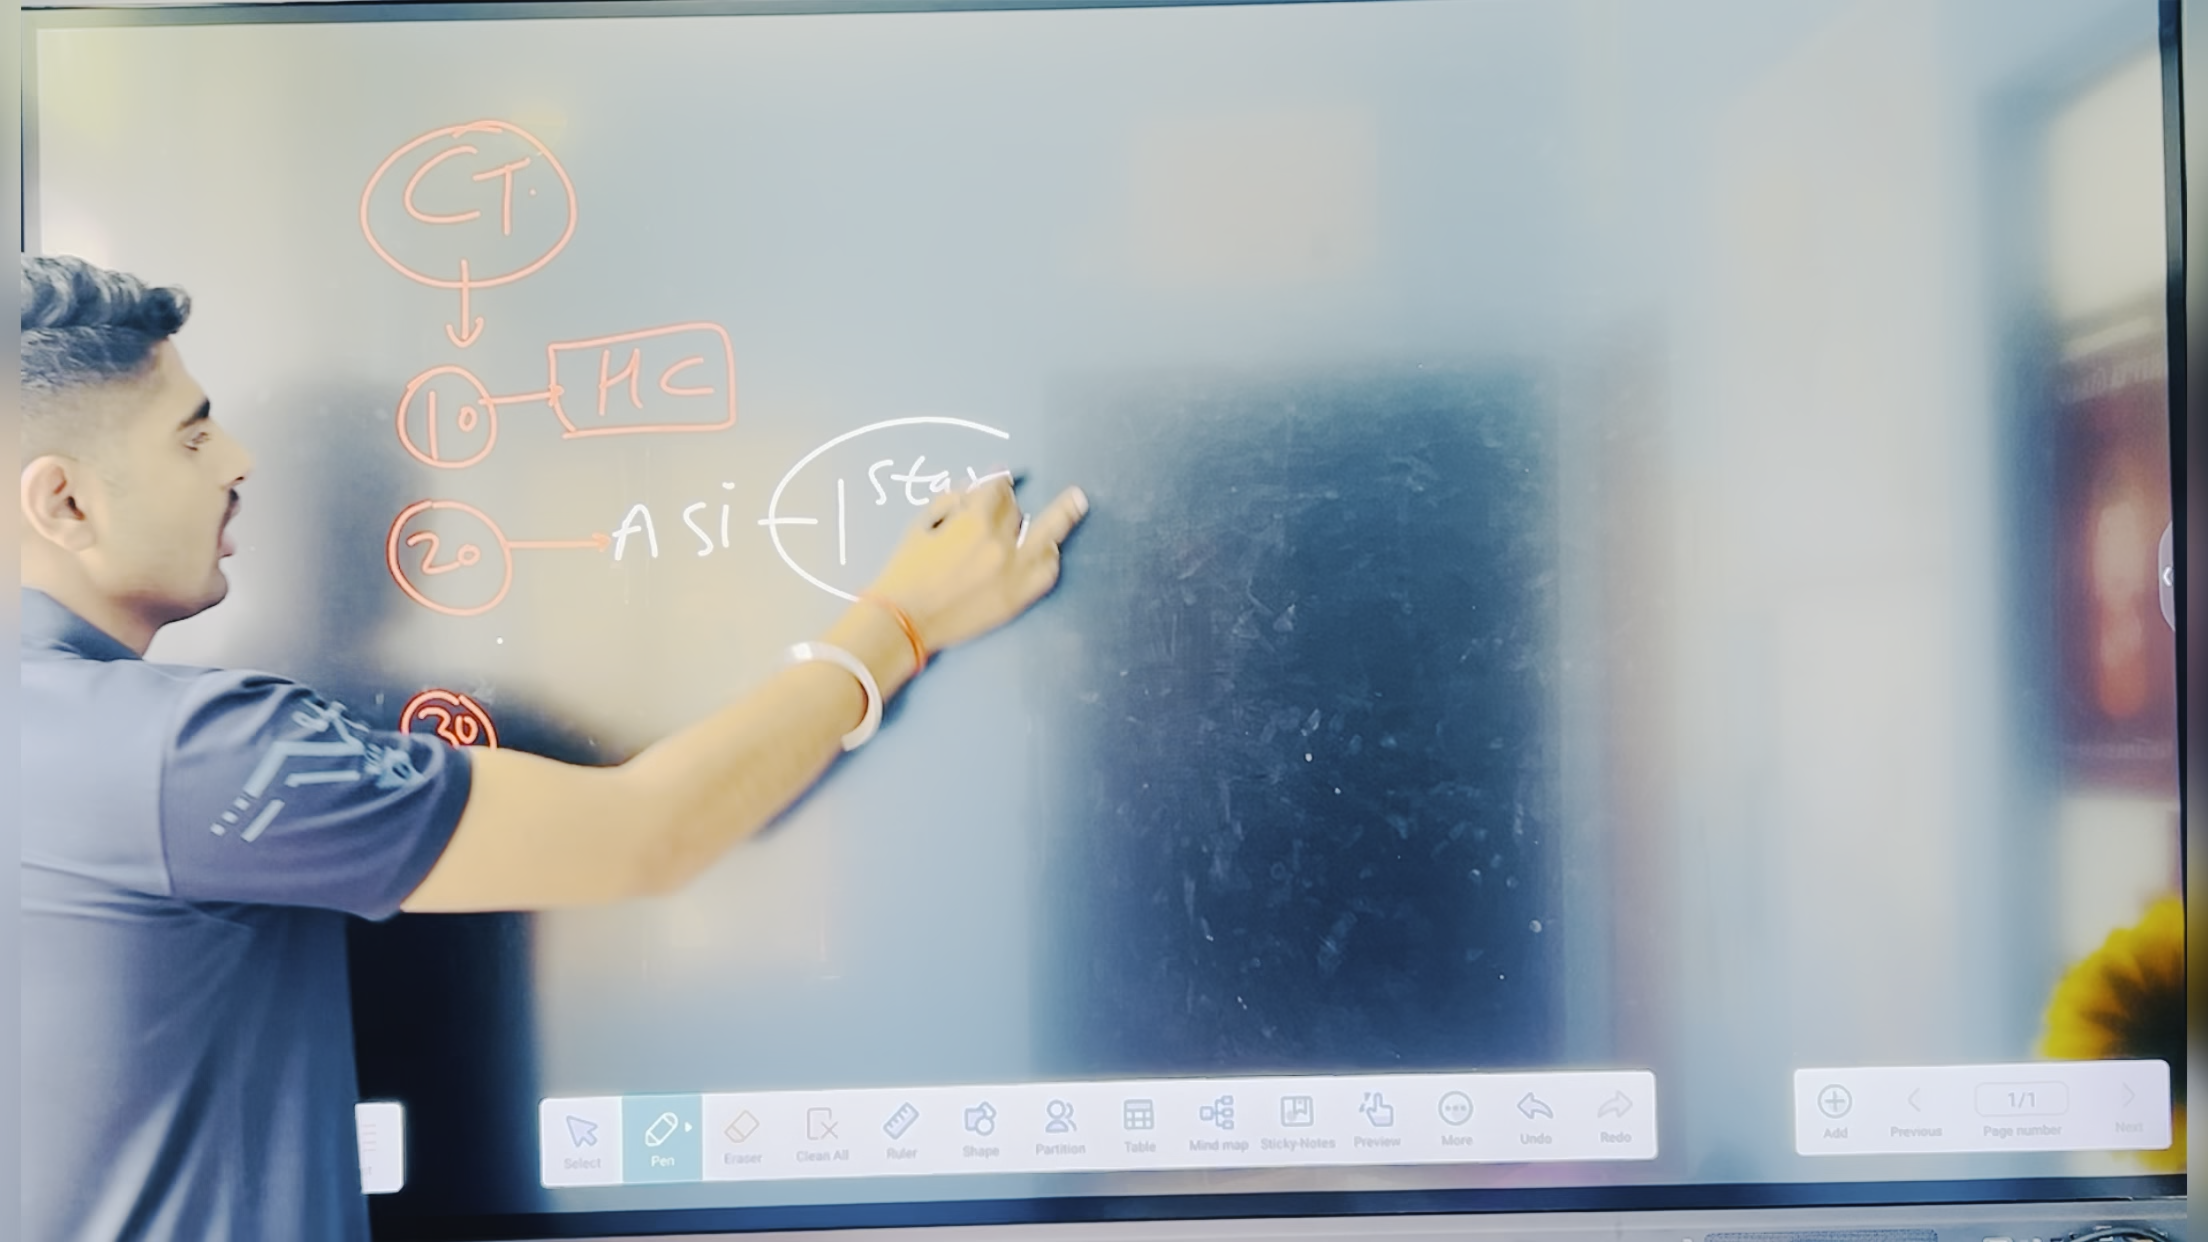 CT.
10 HC
20 Asi - 1 Star
30
Select Pen Eraser Clean All Ruler Shape Partition Table Mind map Sticky-Notes Preview More Undo Redo
Add Previous 1/1 Page number Next